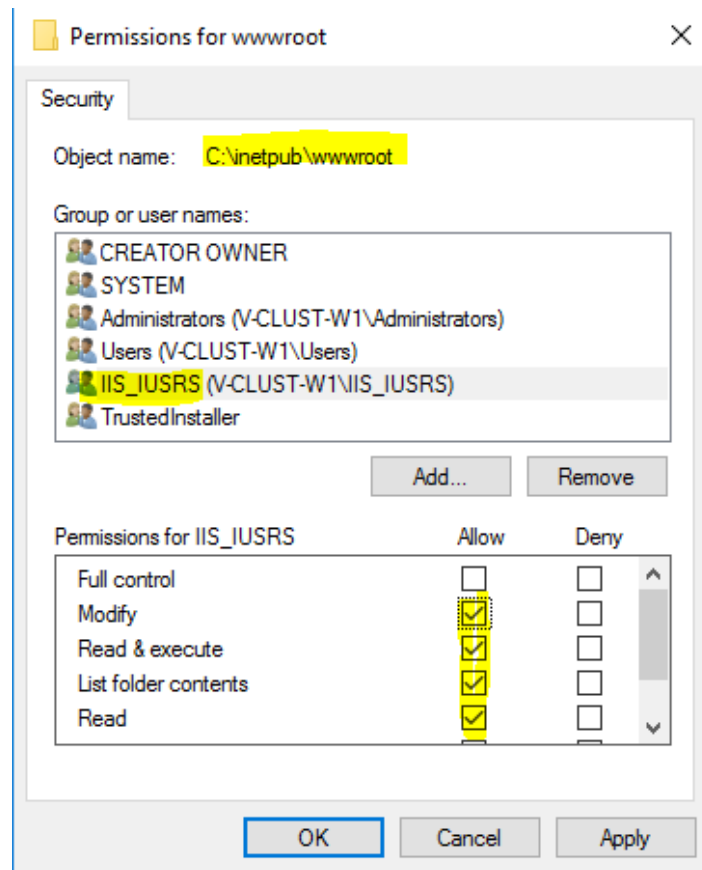 Permissions for wwwroot
Security
Object name: C:\inetpub\wwwroot
Group or user names:
CREATOR OWNER
SYSTEM
Administrators (V-CLUST-W1\Administrators)
Users (V-CLUST-W1\Users)
IIS_IUSRS (V-CLUST-W1\IIS_IUSRS)
TrustedInstaller
Add... Remove
Permissions for IIS_IUSRS Allow Deny
Full control
Modify
Read & execute
List folder contents
Read
OK Cancel Apply